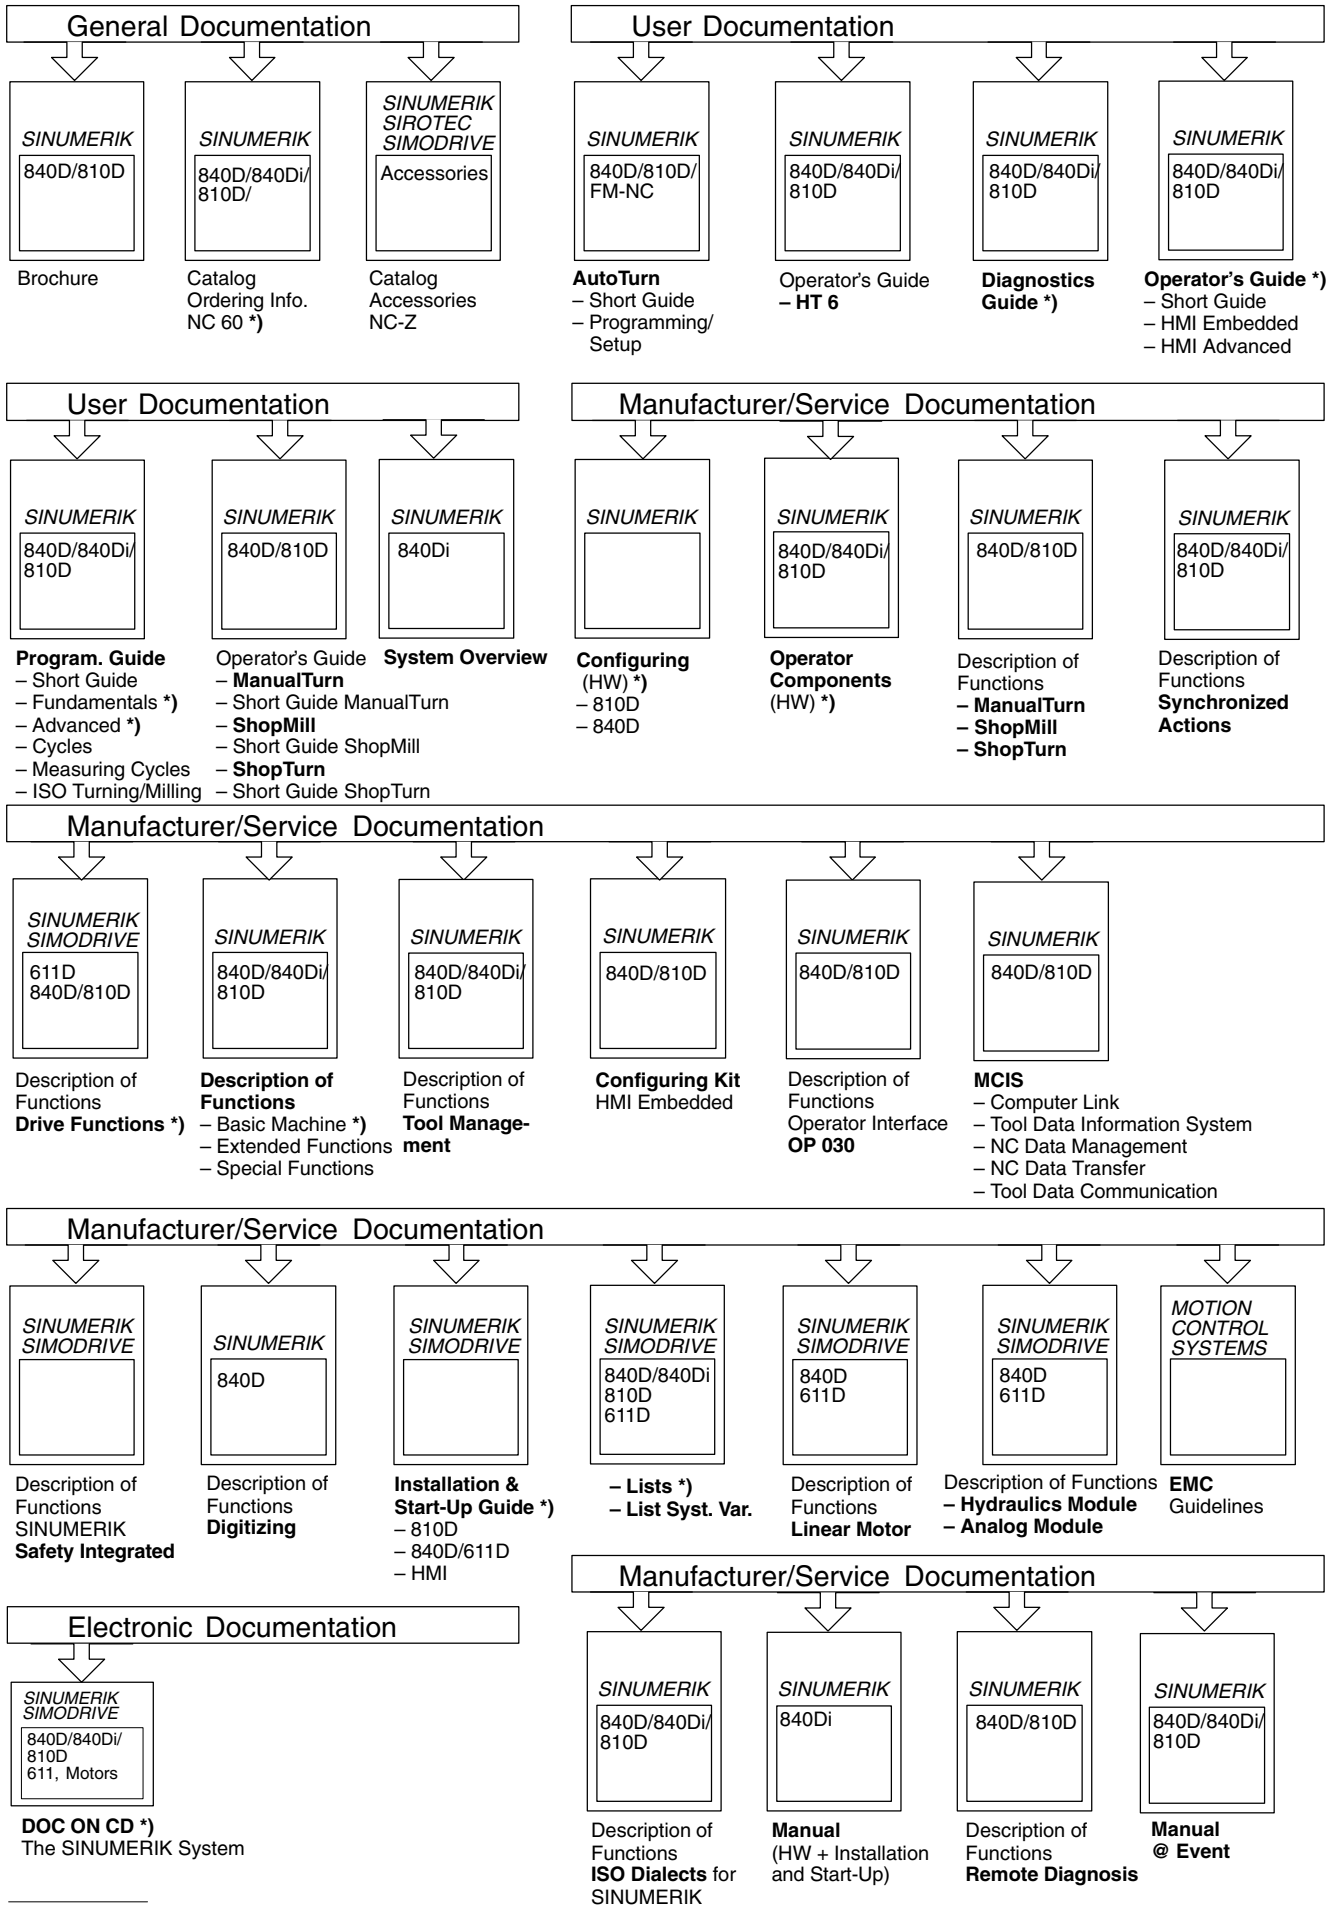 General Documentation
SINUMERIK
840D/810D
Brochure
SINUMERIK
840D/840Di/
810D/
Catalog
Ordering Info.
NC 60 *)
SINUMERIK
SIROTEC
SIMODRIVE
Accessories
Catalog
Accessories
NC-Z
User Documentation
SINUMERIK
840D/810D/
FM-NC
AutoTurn
– Short Guide
– Programming/
Setup
SINUMERIK
840D/840Di/
810D
Operator's Guide
– HT 6
SINUMERIK
840D/840Di/
810D
Diagnostics
Guide *)
SINUMERIK
840D/840Di/
810D
Operator's Guide *)
– Short Guide
– HMI Embedded
– HMI Advanced
User Documentation
SINUMERIK
840D/840Di/
810D
Program. Guide
– Short Guide
– Fundamentals *)
– Advanced *)
– Cycles
– Measuring Cycles
– ISO Turning/Milling
SINUMERIK
840D/810D
Operator's Guide
– ManualTurn
– Short Guide ManualTurn
– ShopMill
– Short Guide ShopMill
– ShopTurn
– Short Guide ShopTurn
SINUMERIK
840Di
System Overview
Manufacturer/Service Documentation
SINUMERIK
Configuring
(HW) *)
– 810D
– 840D
SINUMERIK
840D/840Di/
810D
Operator
Components
(HW) *)
SINUMERIK
840D/810D
Description of
Functions
– ManualTurn
– ShopMill
– ShopTurn
SINUMERIK
840D/840Di/
810D
Description of
Functions
Synchronized
Actions
Manufacturer/Service Documentation
SINUMERIK
SIMODRIVE
611D
840D/810D
Description of
Functions
Drive Functions *)
SINUMERIK
840D/840Di/
810D
Description of
Functions
– Basic Machine *)
– Extended Functions
– Special Functions
SINUMERIK
840D/840Di/
810D
Description of
Functions
Tool Manage-
ment
SINUMERIK
840D/810D
Configuring Kit
HMI Embedded
SINUMERIK
840D/810D
Description of
Functions
Operator Interface
OP 030
SINUMERIK
840D/810D
MCIS
– Computer Link
– Tool Data Information System
– NC Data Management
– NC Data Transfer
– Tool Data Communication
Manufacturer/Service Documentation
SINUMERIK
SIMODRIVE
Description of
Functions
SINUMERIK
Safety Integrated
SINUMERIK
840D
Description of
Functions
Digitizing
SINUMERIK
SIMODRIVE
Installation &
Start-Up Guide *)
– 810D
– 840D/611D
– HMI
SINUMERIK
SIMODRIVE
840D/840Di
810D
611D
– Lists *)
– List Syst. Var.
SINUMERIK
SIMODRIVE
840D
611D
Description of
Functions
Linear Motor
SINUMERIK
SIMODRIVE
840D
611D
Description of Functions
– Hydraulics Module
– Analog Module
MOTION
CONTROL
SYSTEMS
EMC
Guidelines
Electronic Documentation
SINUMERIK
SIMODRIVE
840D/840Di/
810D
611, Motors
DOC ON CD *)
The SINUMERIK System
Manufacturer/Service Documentation
SINUMERIK
840D/840Di/
810D
Description of
Functions
ISO Dialects for
SINUMERIK
SINUMERIK
840Di
Manual
(HW + Installation
and Start-Up)
SINUMERIK
840D/810D
Description of
Functions
Remote Diagnosis
SINUMERIK
840D/840Di/
810D
Manual
@ Event